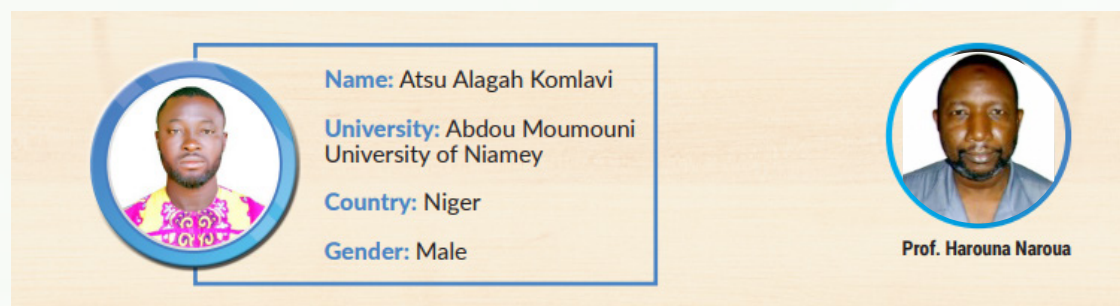 Name: Atsu Alagah Komlavi
University: Abdou Moumouni
University of Niamey
Country: Niger
Gender: Male
Prof. Harouna Naroua